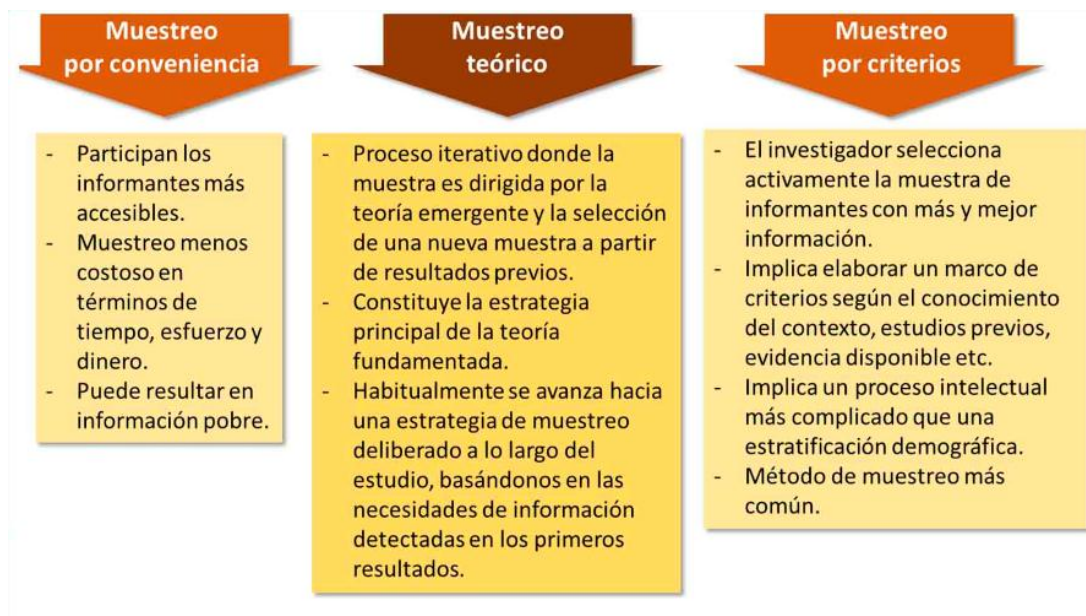 Muestreo
por conveniencia
- Participan los
informantes más
accesibles.
- Muestreo menos
costoso en
términos de
tiempo, esfuerzo y
dinero.
- Puede resultar en
información pobre.
Muestreo
teórico
- Proceso iterativo donde la
muestra es dirigida por la
teoría emergente y la selección
de una nueva muestra a partir
de resultados previos.
- Constituye la estrategia
principal de la teoría
fundamentada.
- Habitualmente se avanza hacia
una estrategia de muestreo
deliberado a lo largo del
estudio, basándonos en las
necesidades de información
detectadas en los primeros
resultados.
Muestreo
por criterios
- El investigador selecciona
activamente la muestra de
informantes con más y mejor
información.
- Implica elaborar un marco de
criterios según el conocimiento
del contexto, estudios previos,
evidencia disponible etc.
- Implica un proceso intelectual
más complicado que una
estratificación demográfica.
- Método de muestreo más
común.